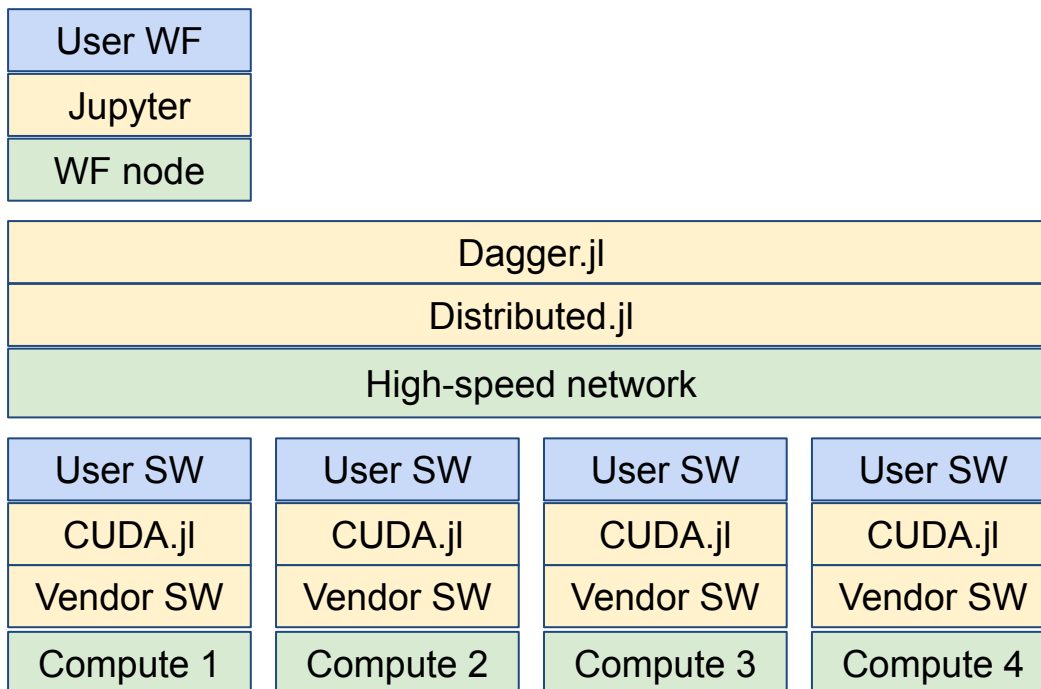 User WF
Jupyter
WF node
Dagger.jl
Distributed.jl
High-speed network
User SW
User SW
User SW
User SW
CUDA.jl
CUDA.jl
CUDA.jl
CUDA.jl
Vendor SW
Vendor SW
Vendor SW
Vendor SW
Compute 1
Compute 2
Compute 3
Compute 4